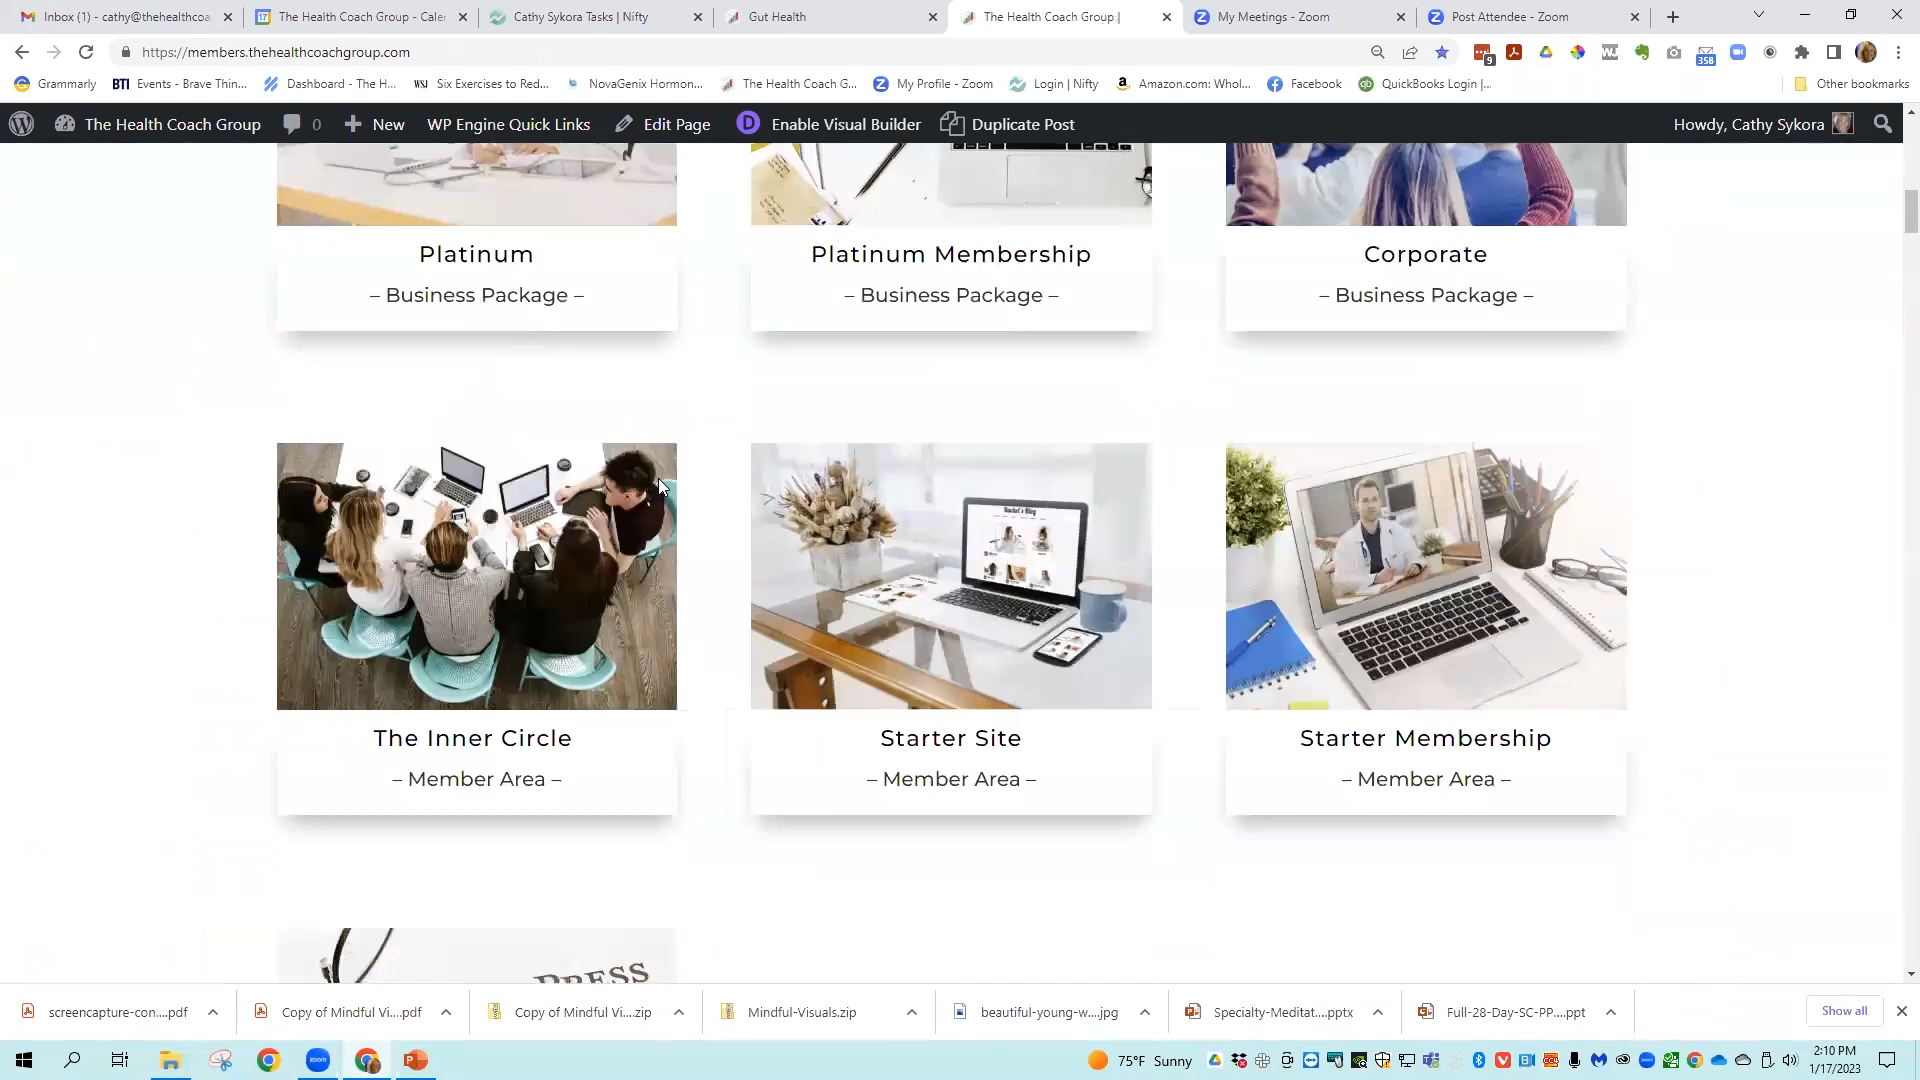 Inbox (1) - cathy@thehealthcoa
The Health Coach Group - Caler
Cathy Sykora Tasks | Nifty
Gut Health
The Health Coach Group |
My Meetings - Zoom
Post Attendee - Zoom
https://members.thehealthcoachgroup.com
9
358
Grammarly
BTI Events - Brave Thin...
Dashboard - The H...
WSJ Six Exercises to Red...
NovaGenix Hormon...
The Health Coach G...
My Profile - Zoom
Login | Nifty
Amazon.com: Whol...
Facebook
QuickBooks Login |...
Other bookmarks
The Health Coach Group
0
New
WP Engine Quick Links
Edit Page
D Enable Visual Builder
Duplicate Post
Howdy, Cathy Sykora
Platinum
– Business Package –
Platinum Membership
– Business Package –
Corporate
– Business Package –
The Inner Circle
– Member Area –
Starter Site
– Member Area –
Starter Membership
– Member Area –
PRESS
screencapture-con....pdf
Copy of Mindful Vi....pdf
Copy of Mindful Vi....zip
Mindful-Visuals.zip
beautiful-young-w....jpg
Specialty-Meditat....pptx
Full-28-Day-SC-PP....ppt
Show all
zoom
75°F Sunny
2:10 PM
1/17/2023